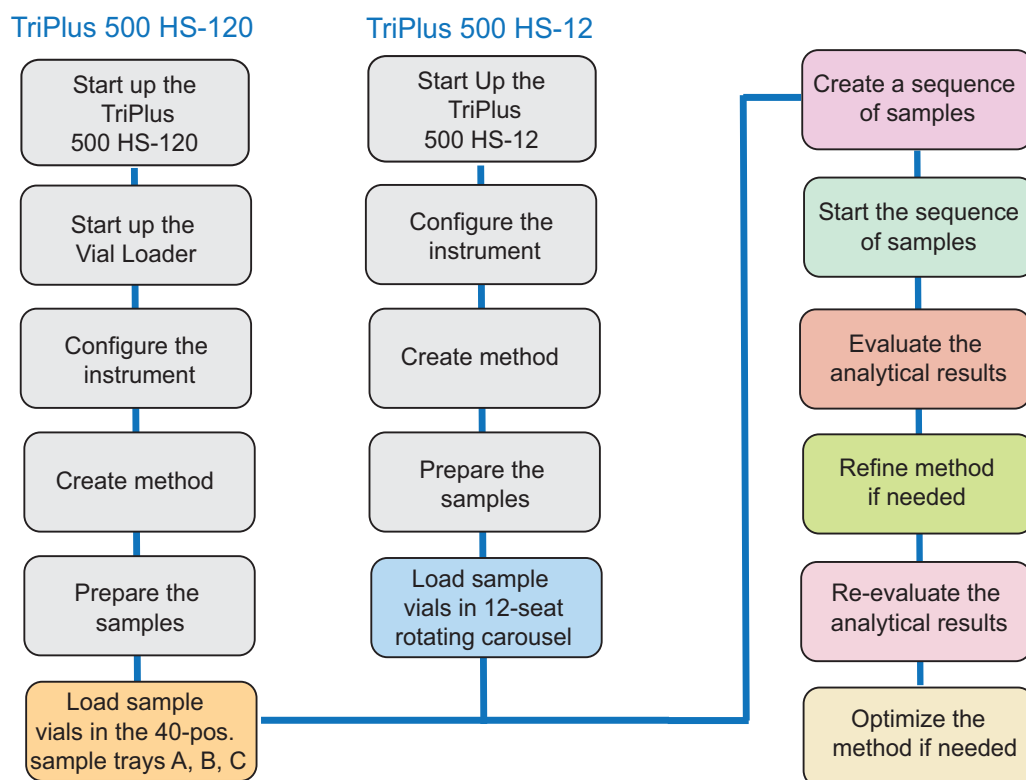 TriPlus 500 HS-120
Start up the
TriPlus
500 HS-120
Start up the
Vial Loader
Configure the
instrument
Create method
Prepare the
samples
Load sample
vials in the 40-pos.
sample trays A, B, C
TriPlus 500 HS-12
Start Up the
TriPlus
500 HS-12
Configure the
instrument
Create method
Prepare the
samples
Load sample
vials in 12-seat
rotating carousel
Create a sequence
of samples
Start the sequence
of samples
Evaluate the
analytical results
Refine method
if needed
Re-evaluate the
analytical results
Optimize the
method if needed